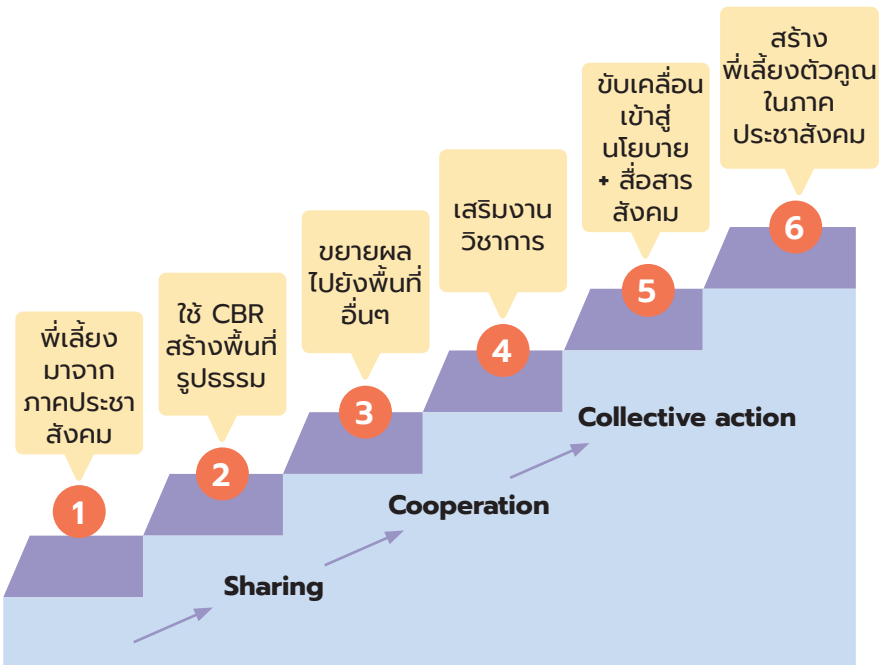 พี่เลี้ยง
มาจาก
ภาคประชา
สังคม
1
ใช้ CBR
สร้างพื้นที่
รูปธรรม
2
ขยายผล
ไปยังพื้นที่
อื่นๆ
3
เสริมงาน
วิชาการ
4
ขับเคลื่อน
เข้าสู่
นโยบาย
+ สื่อสาร
สังคม
5
สร้าง
พี่เลี้ยงตัวคูณ
ในภาค
ประชาสังคม
6
Sharing
Cooperation
Collective action